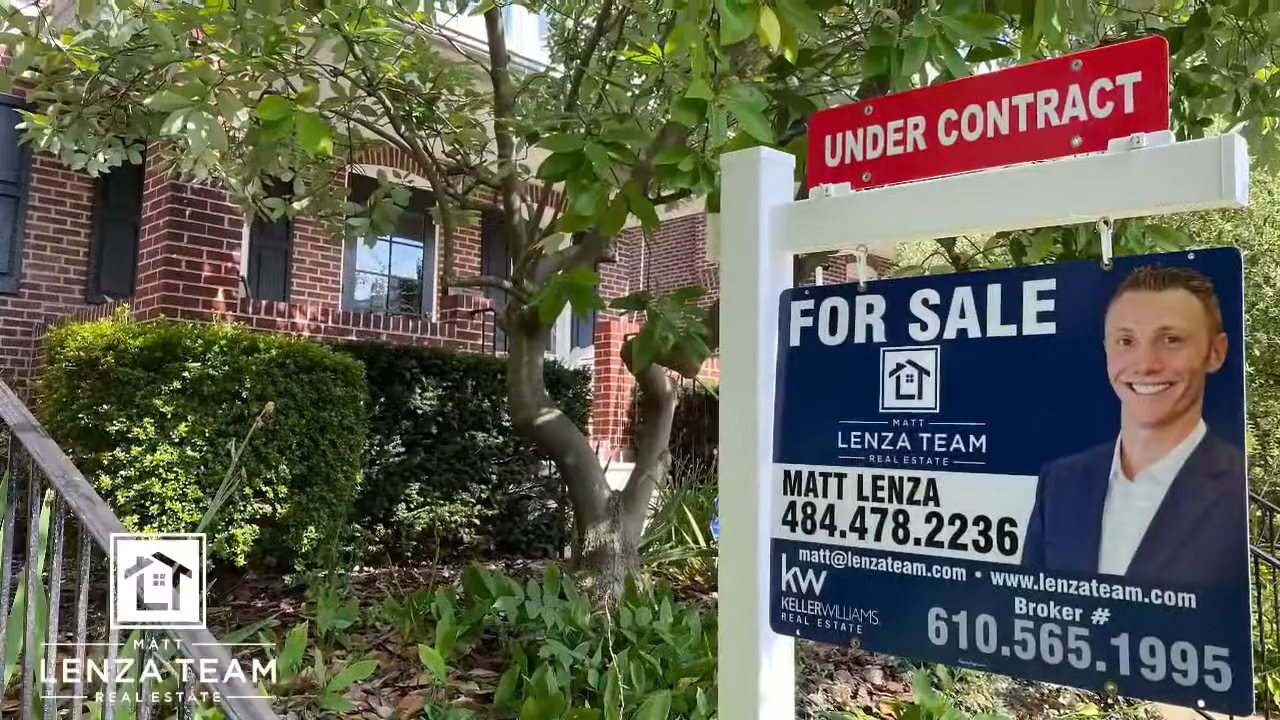 UNDER CONTRACT
FOR SALE
MATT
LENZA TEAM
REAL ESTATE
MATT LENZA
484.478.2236
matt@lenzateam.com • www.lenzateam.com
kw
KELLERWILLIAMS.
REAL ESTATE
Broker #
610.565.1995
MATT
LENZA TEAM
REAL ESTATE